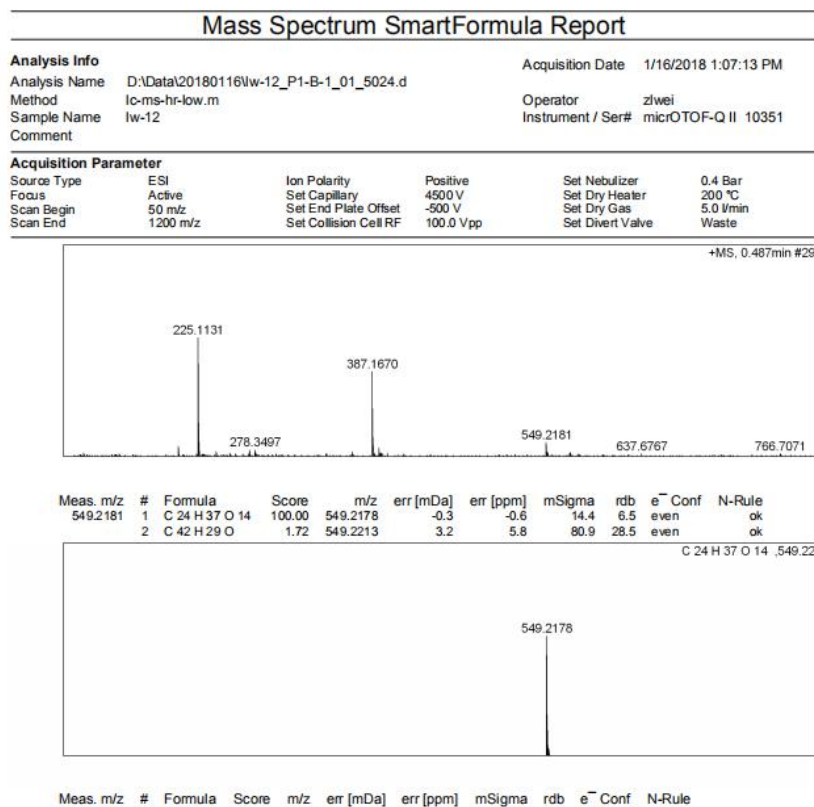 Mass Spectrum SmartFormula Report
Analysis Info
Acquisition Date 1/16/2018 1:07:13 PM
Analysis Name D:\Data\20180116\lw-12_P1-B-1_01_5024.d
Method lc-ms-hr-low.m Operator zlwei
Sample Name lw-12 Instrument / Ser# micrOTOF-Q II 10351
Comment
Acquisition Parameter
Source Type ESI Ion Polarity Positive Set Nebulizer 0.4 Bar
Focus Active Set Capillary 4500 V Set Dry Heater 200 °C
Scan Begin 50 m/z Set End Plate Offset -500 V Set Dry Gas 5.0 l/min
Scan End 1200 m/z Set Collision Cell RF 100.0 Vpp Set Divert Valve Waste
+MS, 0.487min #29
225.1131
387.1670
278.3497
549.2181
637.6767
766.7071
Meas. m/z # Formula Score m/z err [mDa] err [ppm] mSigma rdb e⁻ Conf N-Rule
549.2181 1 C 24 H 37 O 14 100.00 549.2178 -0.3 -0.6 14.4 6.5 even ok
2 C 42 H 29 O 1.72 549.2213 3.2 5.8 80.9 28.5 even ok
C 24 H 37 O 14 ,549.22
549.2178
Meas. m/z # Formula Score m/z err [mDa] err [ppm] mSigma rdb e⁻ Conf N-Rule